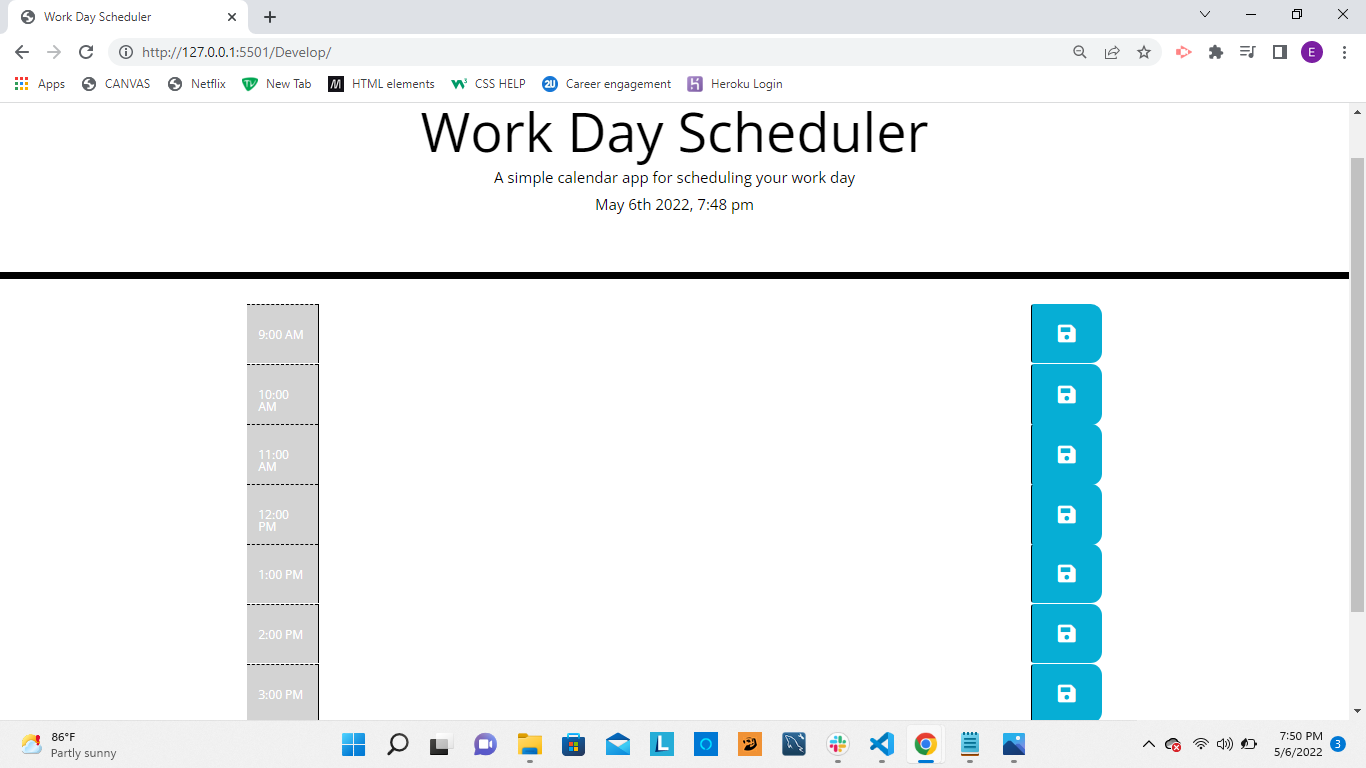 Work Day Scheduler
http://127.0.0.1:5501/Develop/
E
Apps
CANVAS
Netflix
New Tab
HTML elements
CSS HELP
Career engagement
Heroku Login
Work Day Scheduler
A simple calendar app for scheduling your work day
May 6th 2022, 7:48 pm
9:00 AM
10:00
AM
11:00
AM
12:00
PM
1:00 PM
2:00 PM
3:00 PM
86°F
Partly sunny
7:50 PM
5/6/2022
3